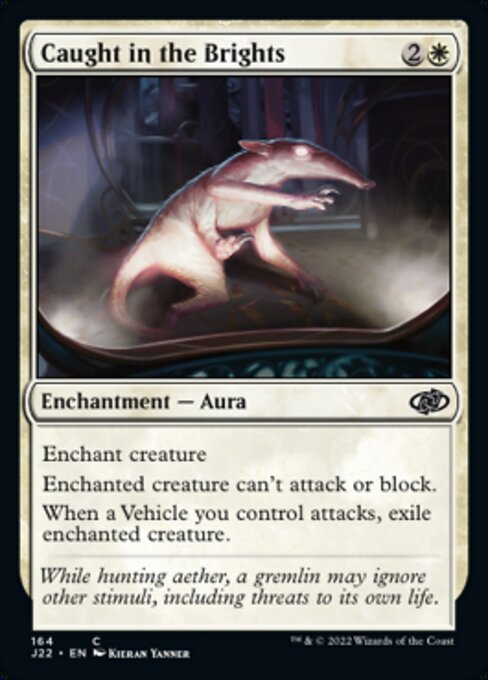 Caught in the Brights 2
Enchantment — Aura
Enchant creature
Enchanted creature can't attack or block.
When a Vehicle you control attacks, exile
enchanted creature.
While hunting aether, a gremlin may ignore
other stimuli, including threats to its own life.
164 C
J22 • EN Kieran Yanner
™ & © 2022 Wizards of the Coast